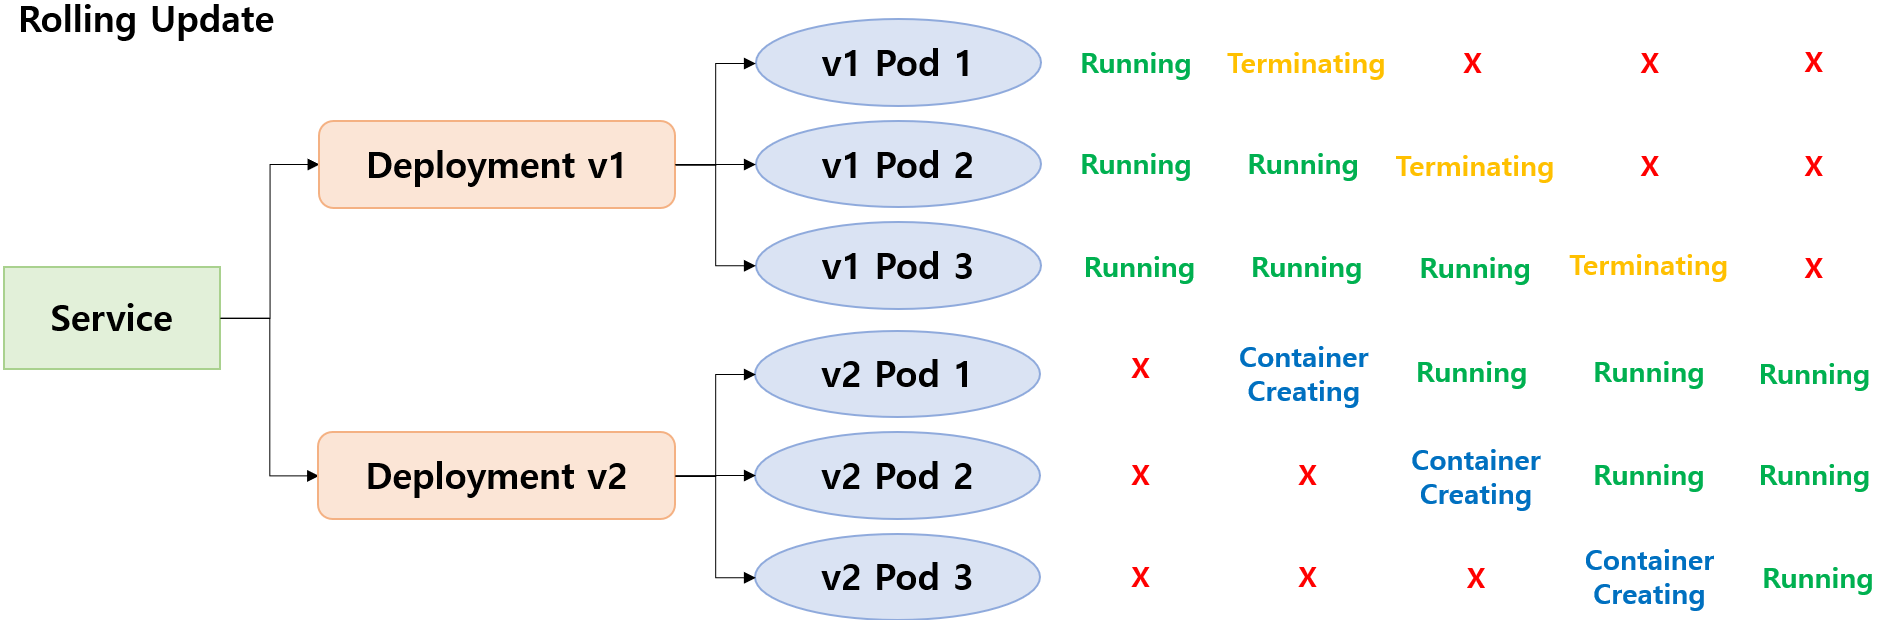 Rolling Update
v1 Pod 1 Running Terminating X X X
Deployment v1 v1 Pod 2 Running Running Terminating X X
v1 Pod 3 Running Running Running Terminating X
Service
v2 Pod 1 X Container Creating Running Running Running
Deployment v2 v2 Pod 2 X X Container Creating Running Running
v2 Pod 3 X X X Container Creating Running